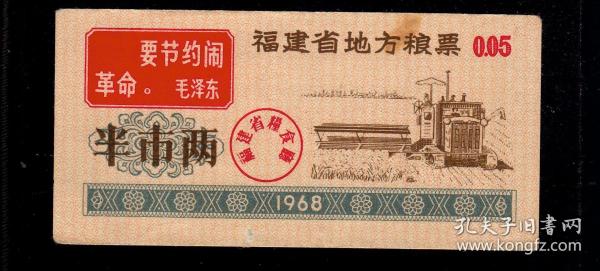 要节约闹
革命。 毛泽东
福建省地方粮票 0.05
半市两
福建省粮食厅
1968
孔夫子旧书网
www.kongfz.com